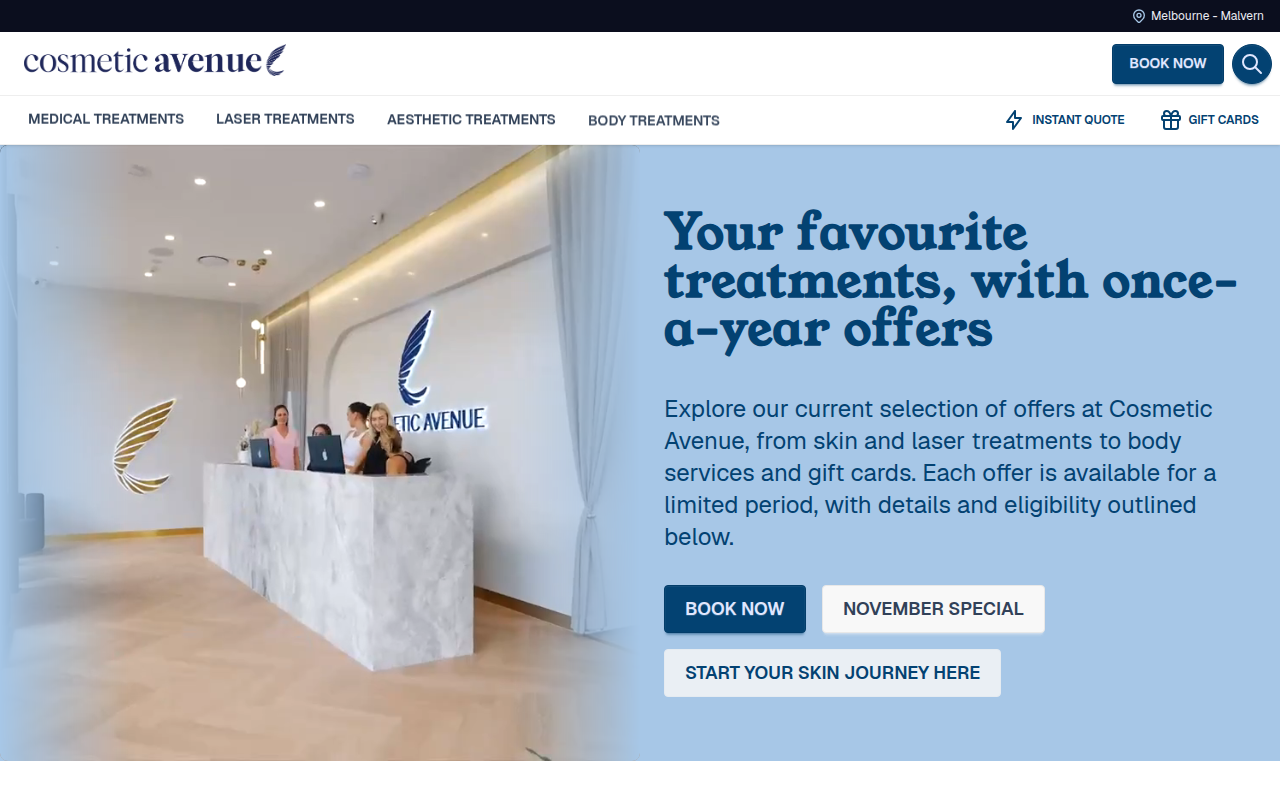 Melbourne - Malvern
cosmetic avenue
BOOK NOW
MEDICAL TREATMENTS
LASER TREATMENTS
AESTHETIC TREATMENTS
BODY TREATMENTS
INSTANT QUOTE
GIFT CARDS
ETIC AVENUE
Your favourite
treatments, with once-
a-year offers
Explore our current selection of offers at Cosmetic
Avenue, from skin and laser treatments to body
services and gift cards. Each offer is available for a
limited period, with details and eligibility outlined
below.
BOOK NOW
NOVEMBER SPECIAL
START YOUR SKIN JOURNEY HERE